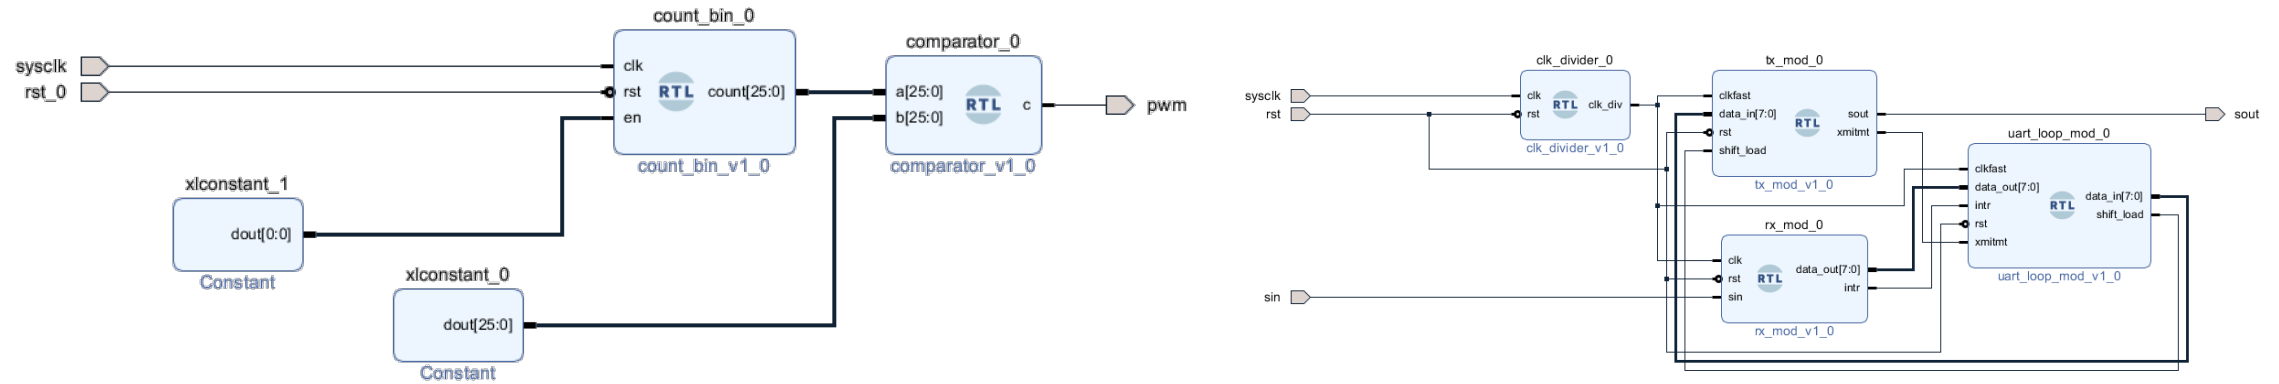 count_bin_0
sysclk
rst_0
clk
rst
en
RTL
count[25:0]
count_bin_v1_0
comparator_0
a[25:0]
b[25:0]
RTL
c
comparator_v1_0
pwm
xlconstant_1
dout[0:0]
Constant
xlconstant_0
dout[25:0]
Constant
sysclk
rst
sin
clk_divider_0
clk
rst
RTL
clk_div
clk_divider_v1_0
tx_mod_0
clkfast
data_in[7:0]
rst
shift_load
RTL
sout
xmitmt
tx_mod_v1_0
rx_mod_0
clk
rst
sin
RTL
data_out[7:0]
intr
rx_mod_v1_0
uart_loop_mod_0
clkfast
data_out[7:0]
intr
rst
xmitmt
RTL
data_in[7:0]
shift_load
uart_loop_mod_v1_0
sout